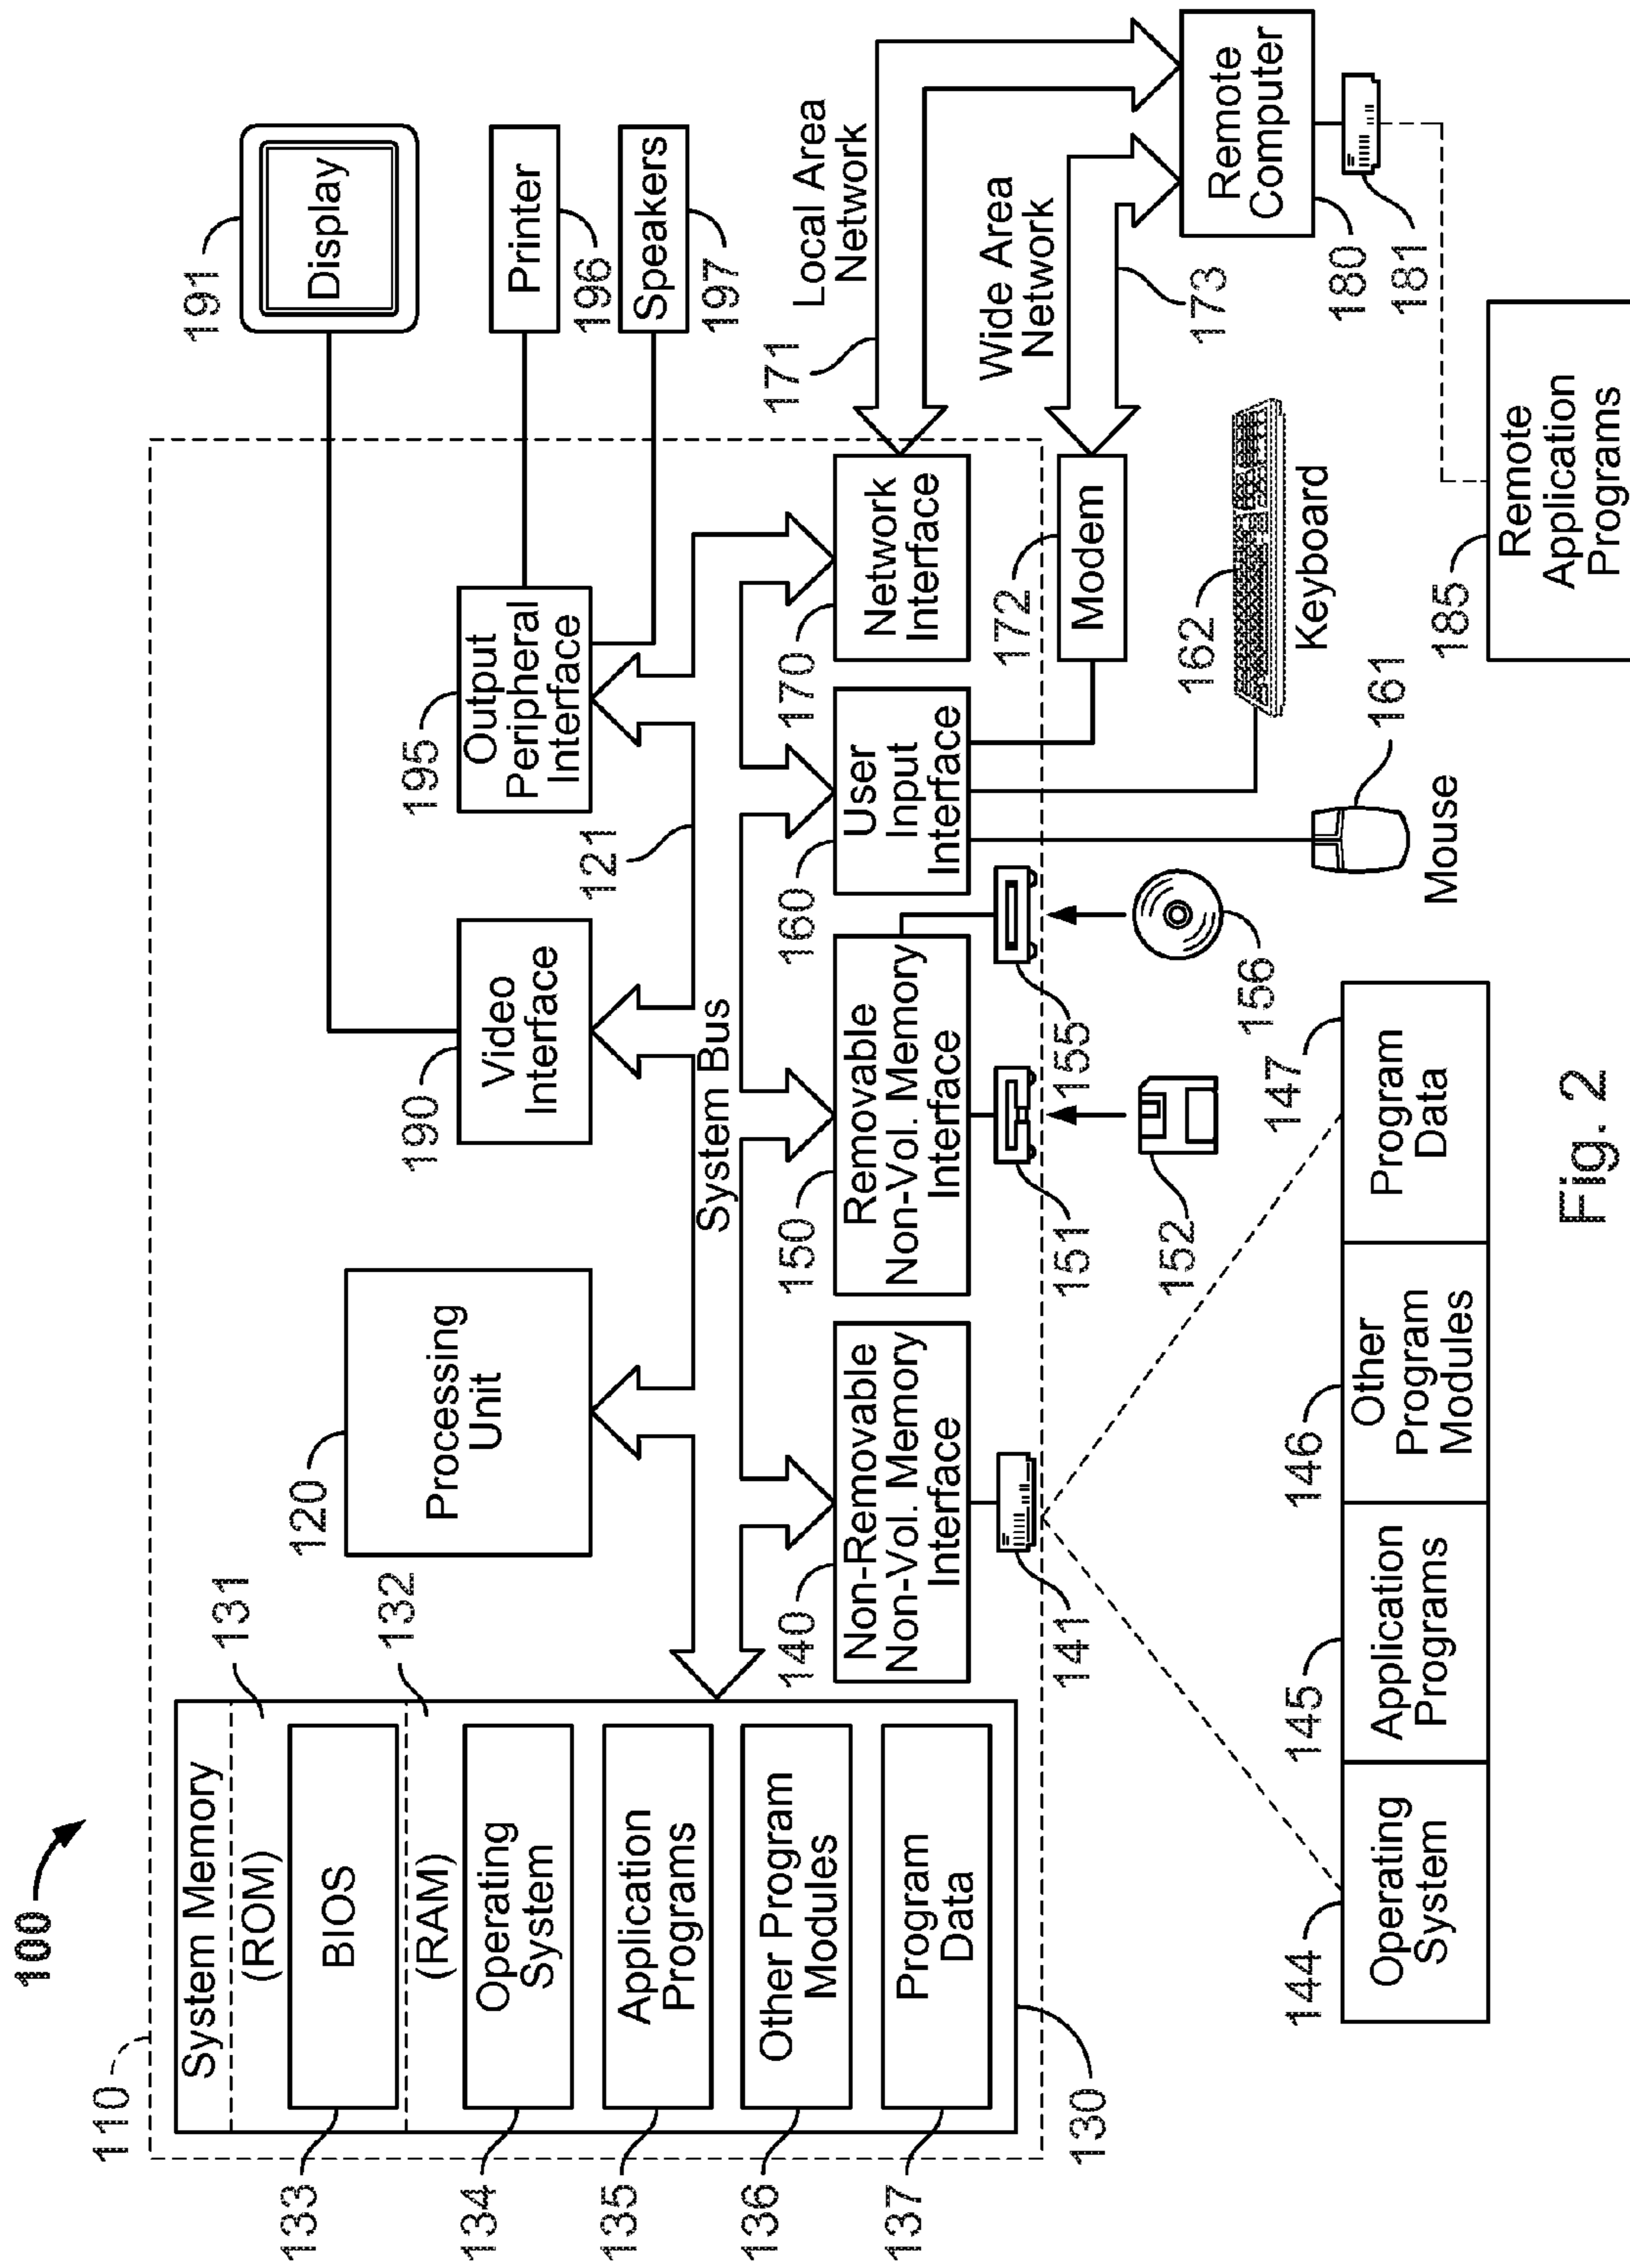 100
110
System Memory
(ROM)
131
BIOS
133
(RAM)
132
Operating
System
134
Application
Programs
135
Other Program
Modules
136
Program
Data
137
130
120
Processing
Unit
190
Video
Interface
195
Output
Peripheral
Interface
191
Display
Printer
196
Speakers
197
121
System Bus
140
Non-Removable
Non-Vol. Memory
Interface
141
150
Removable
Non-Vol. Memory
Interface
151
155
152
156
160
User
Input
Interface
170
Network
Interface
172
Modem
171
Local Area
Network
Wide Area
Network
173
Remote
Computer
180
181
162
Keyboard
161
Mouse
185
Remote
Application
Programs
144
Operating
System
145
Application
Programs
146
Other
Program
Modules
147
Program
Data
Fig. 2